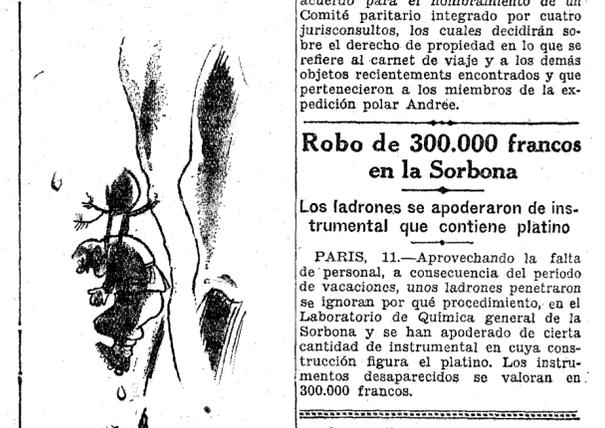 acuerdo para el nombramiento de un
Comité paritario integrado por cuatro
jurisconsultos, los cuales decidirán so-
bre el derecho de propiedad en lo que se
refiere al carnet de viaje y a los demás
objetos recientements encontrados y que
pertenecieron a los miembros de la ex-
pedición polar Andrée.
Robo de 300.000 francos
en la Sorbona
Los ladrones se apoderaron de ins-
trumental que contiene platino
PARIS, 11.—Aprovechando la falta
de personal, a consecuencia del período
de vacaciones, unos ladrones penetraron
se ignoran por qué procedimiento, en el
Laboratorio de Química general de la
Sorbona y se han apoderado de cierta
cantidad de instrumental en cuya cons-
trucción figura el platino. Los instru-
mentos desaparecidos se valoran en
300.000 francos.